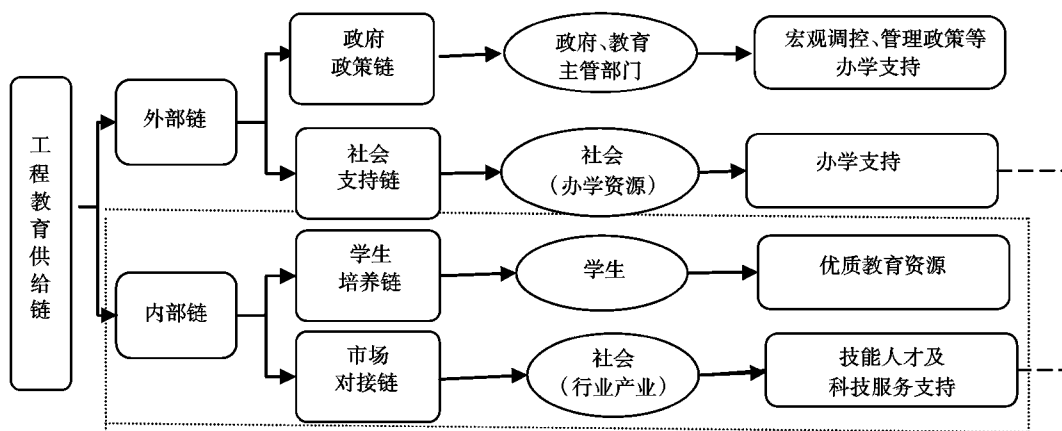 工程教育供给链
外部链
政府
政策链
政府、教育
主管部门
宏观调控、管理政策等
办学支持
社会
支持链
社会
（办学资源）
办学支持
内部链
学生
培养链
学生
优质教育资源
市场
对接链
社会
（行业产业）
技能人才及
科技服务支持